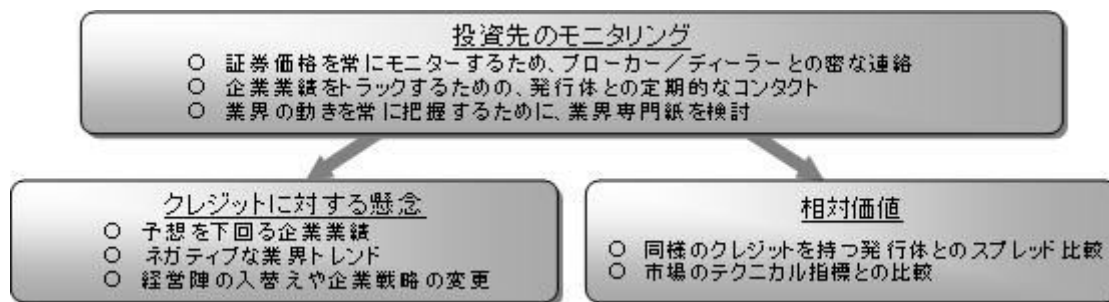 投資先のモニタリング
○ 証券価格を常にモニターするため、ブローカー／ディーラーとの密な連絡
○ 企業業績をトラックするための、発行体との定期的なコンタクト
○ 業界の動きを常に把握するために、業界専門紙を検討
クレジットに対する懸念
○ 予想を下回る企業業績
○ ネガティブな業界トレンド
○ 経営陣の入替えや企業戦略の変更
相対価値
○ 同様のクレジットを持つ発行体とのスプレッド比較
○ 市場のテクニカル指標との比較